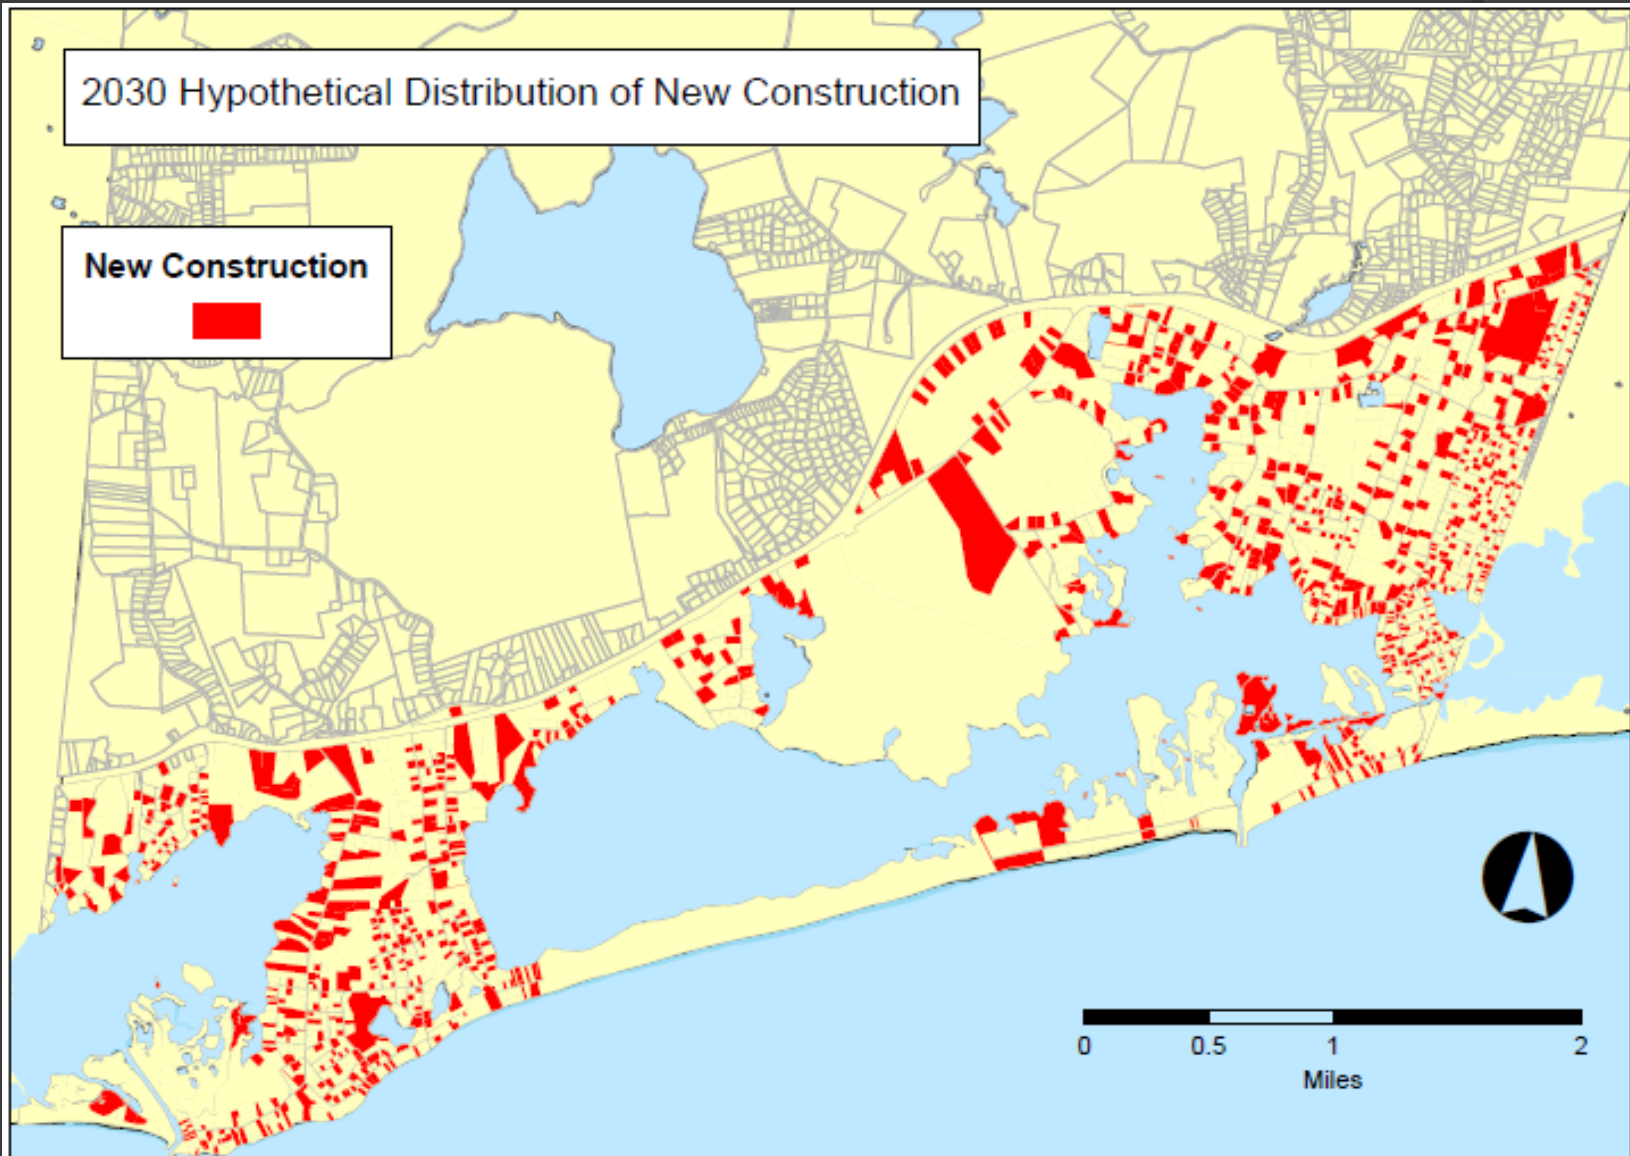 2030 Hypothetical Distribution of New Construction
New Construction
0 0.5 1 2
Miles